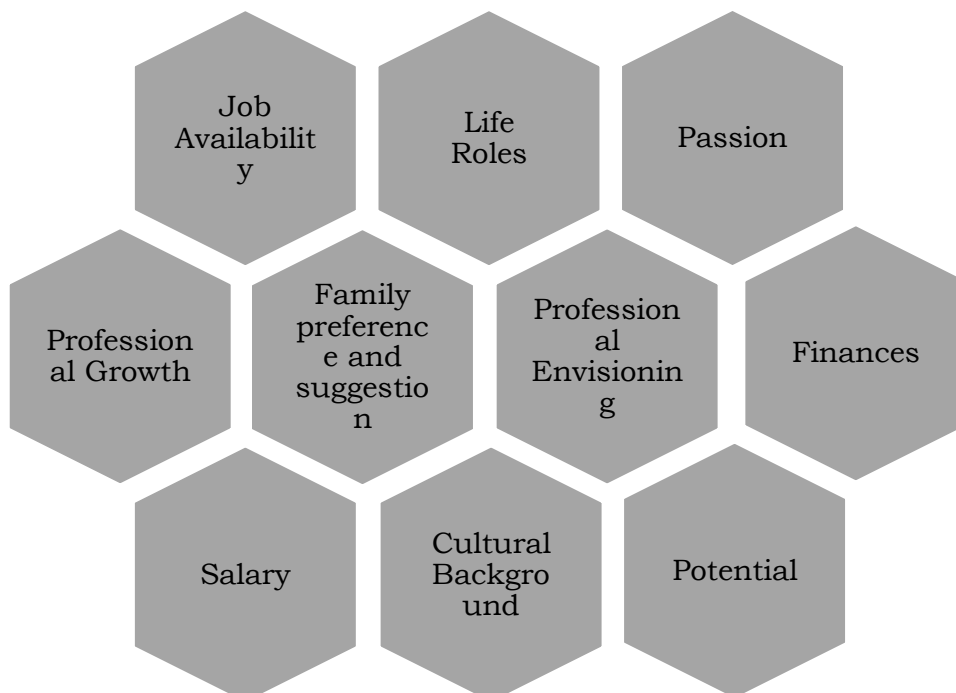 Job
Availabilit
y
Life
Roles
Passion
Profession
al Growth
Family
preferenc
e and
suggestio
n
Profession
al
Envisionin
g
Finances
Salary
Cultural
Backgro
und
Potential